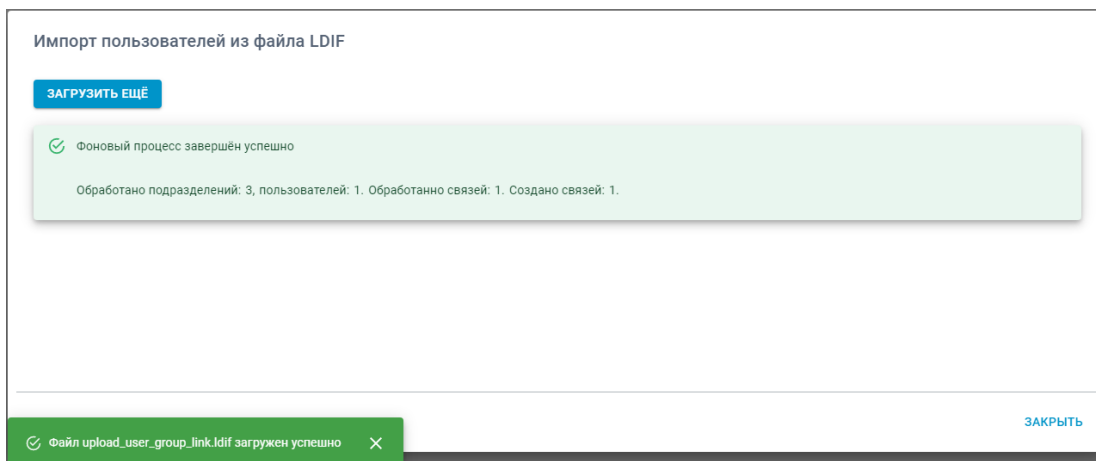 Импорт пользователей из файла LDIF
ЗАГРУЗИТЬ ЕЩЁ
Фоновый процесс завершён успешно
Обработано подразделений: 3, пользователей: 1. Обработанно связей: 1. Создано связей: 1.
ЗАКРЫТЬ
Файл upload_user_group_link.ldif загружен успешно